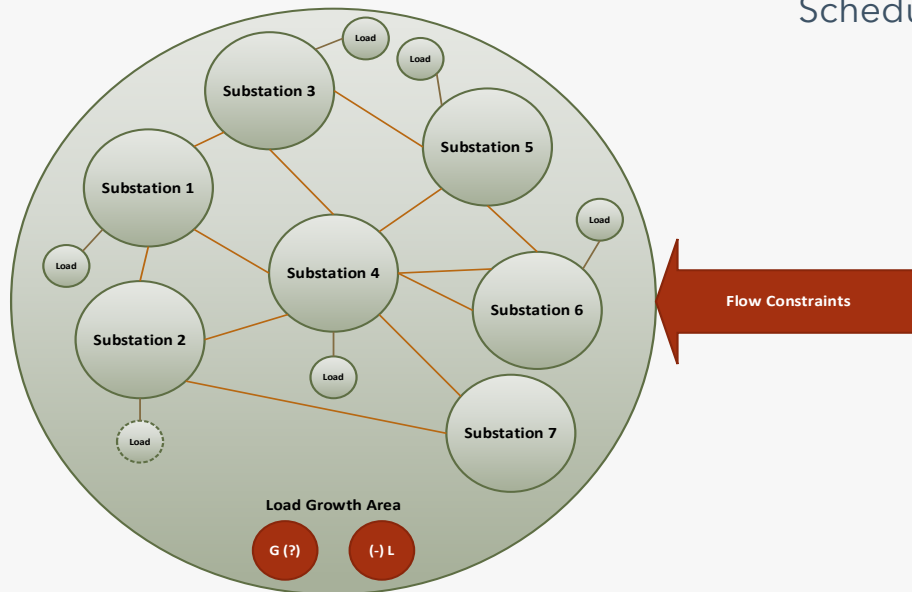 Load
Load
Substation 3
Substation 5
Substation 1
Load
Substation 4
Load
Substation 6
Flow Constraints
Substation 2
Load
Substation 7
Load
Load Growth Area
G (?)
(-) L